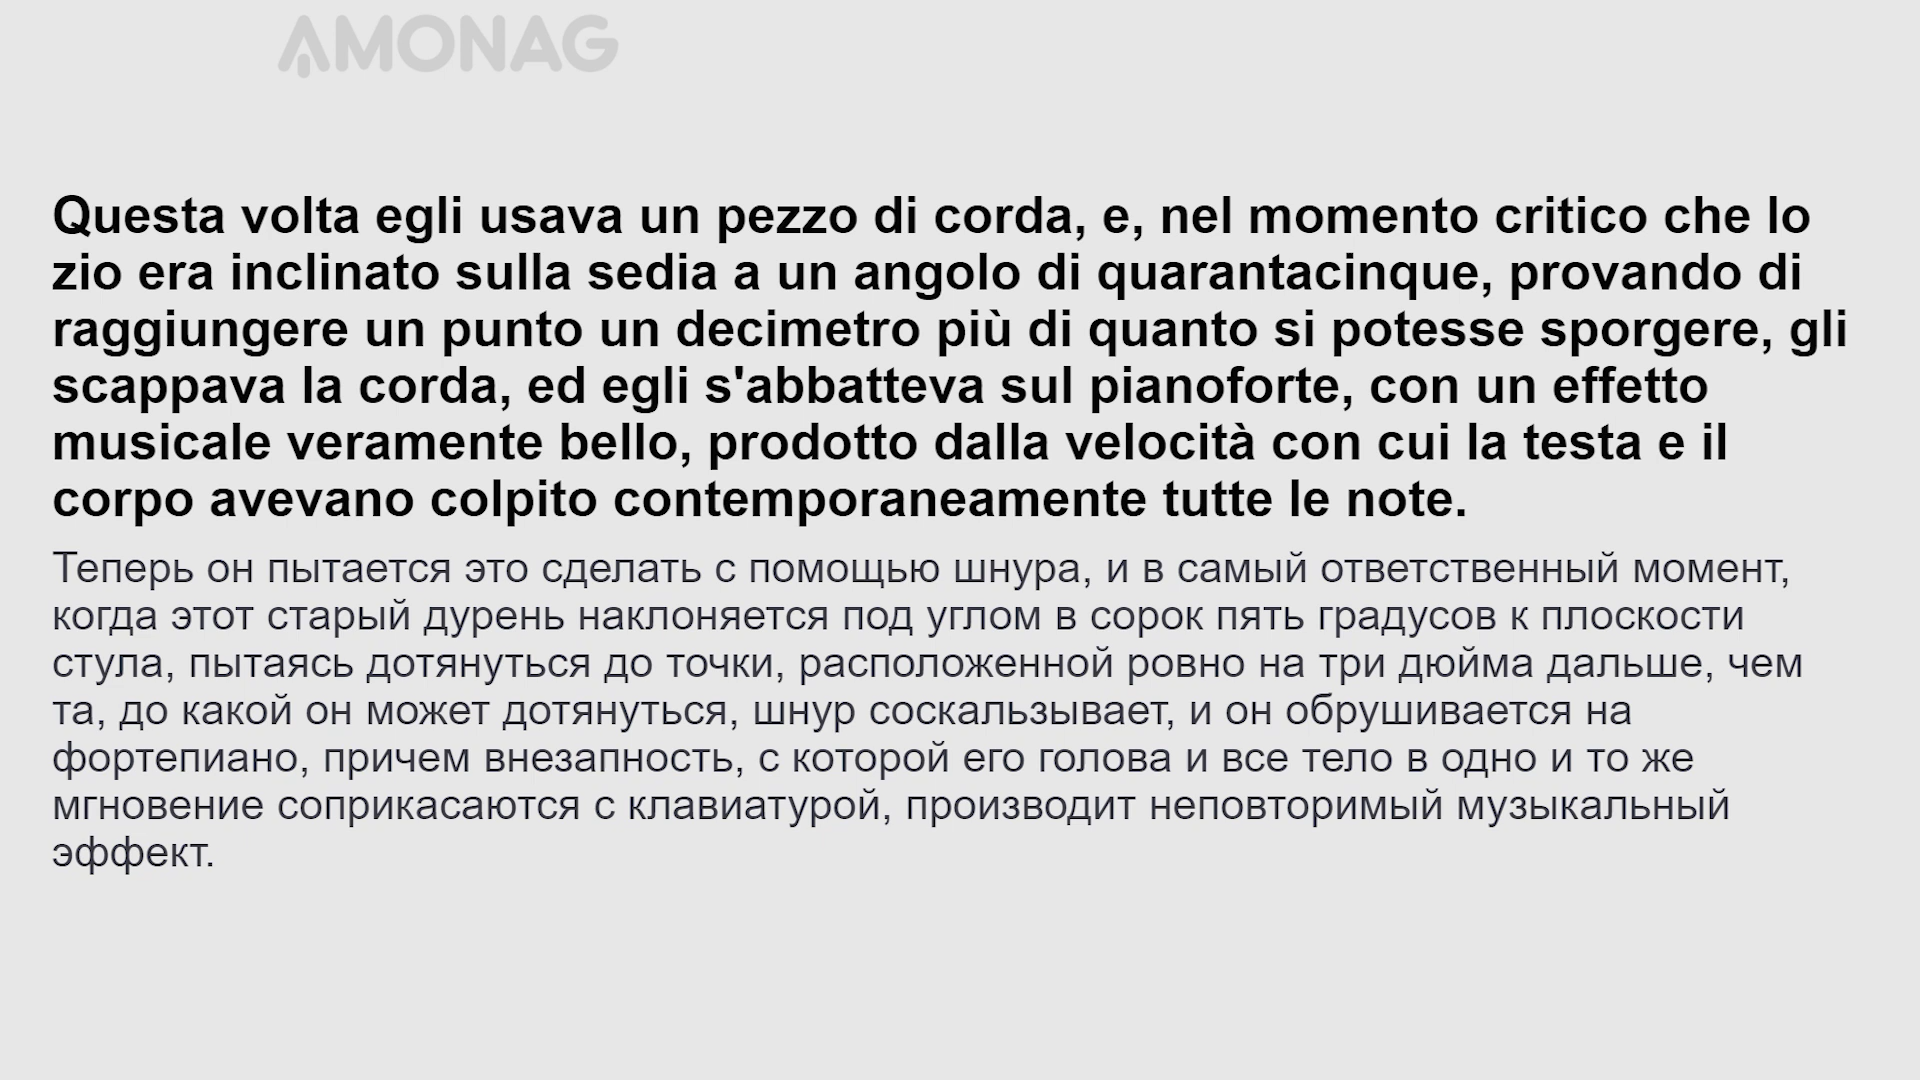 AMONAG
Questa volta egli usava un pezzo di corda, e, nel momento critico che lo
zio era inclinato sulla sedia a un angolo di quarantacinque, provando di
raggiungere un punto un decimetro più di quanto si potesse sporgere, gli
scappava la corda, ed egli s'abbatteva sul pianoforte, con un effetto
musicale veramente bello, prodotto dalla velocità con cui la testa e il
corpo avevano colpito contemporaneamente tutte le note.
Теперь он пытается это сделать с помощью шнура, и в самый ответственный момент,
когда этот старый дурень наклоняется под углом в сорок пять градусов к плоскости
стула, пытаясь дотянуться до точки, расположенной ровно на три дюйма дальше, чем
та, до какой он может дотянуться, шнур соскальзывает, и он обрушивается на
фортепиано, причем внезапность, с которой его голова и все тело в одно и то же
мгновение соприкасаются с клавиатурой, производит неповторимый музыкальный
эффект.